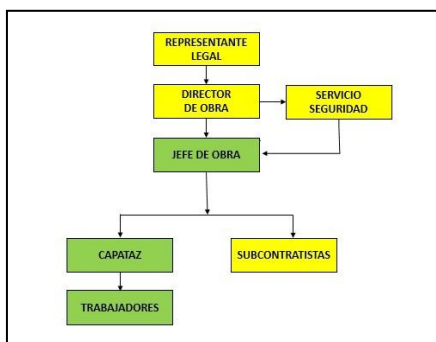 REPRESENTANTE
LEGAL
DIRECTOR
DE OBRA
SERVICIO
SEGURIDAD
JEFE DE OBRA
CAPATAZ
SUBCONTRATISTAS
TRABAJADORES